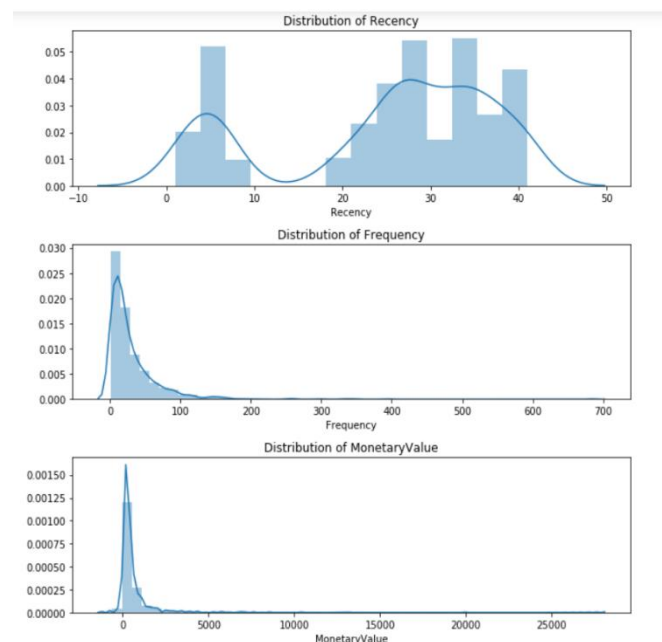 Distribution of Recency
0.05
0.04
0.03
0.02
0.01
0.00
−10 0 10 20 30 40 50
Recency
Distribution of Frequency
0.030
0.025
0.020
0.015
0.010
0.005
0.000
0 100 200 300 400 500 600 700
Frequency
Distribution of MonetaryValue
0.00150
0.00125
0.00100
0.00075
0.00050
0.00025
0.00000
0 5000 10000 15000 20000 25000
MonetaryValue